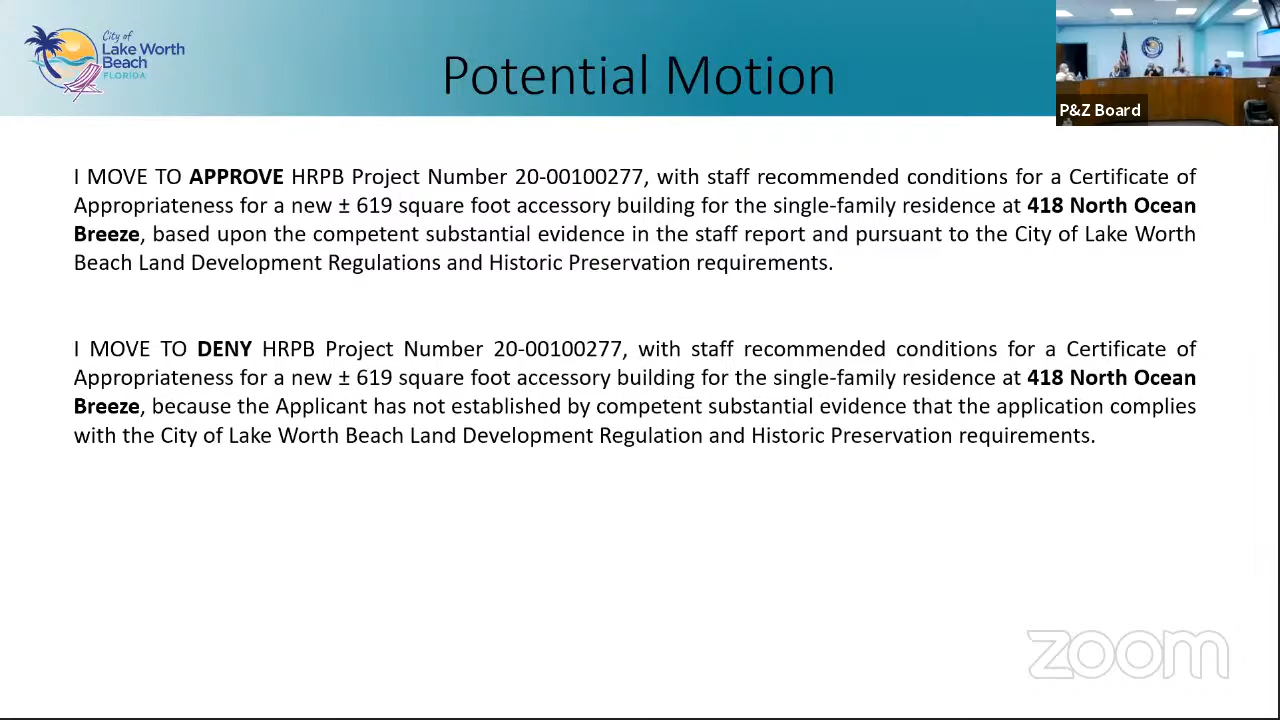 City of
Lake Worth
Beach
FLORIDA
Potential Motion
P&Z Board
I MOVE TO APPROVE HRPB Project Number 20-00100277, with staff recommended conditions for a Certificate of
Appropriateness for a new ± 619 square foot accessory building for the single-family residence at 418 North Ocean
Breeze, based upon the competent substantial evidence in the staff report and pursuant to the City of Lake Worth
Beach Land Development Regulations and Historic Preservation requirements.
I MOVE TO DENY HRPB Project Number 20-00100277, with staff recommended conditions for a Certificate of
Appropriateness for a new ± 619 square foot accessory building for the single-family residence at 418 North Ocean
Breeze, because the Applicant has not established by competent substantial evidence that the application complies
with the City of Lake Worth Beach Land Development Regulation and Historic Preservation requirements.
zoom